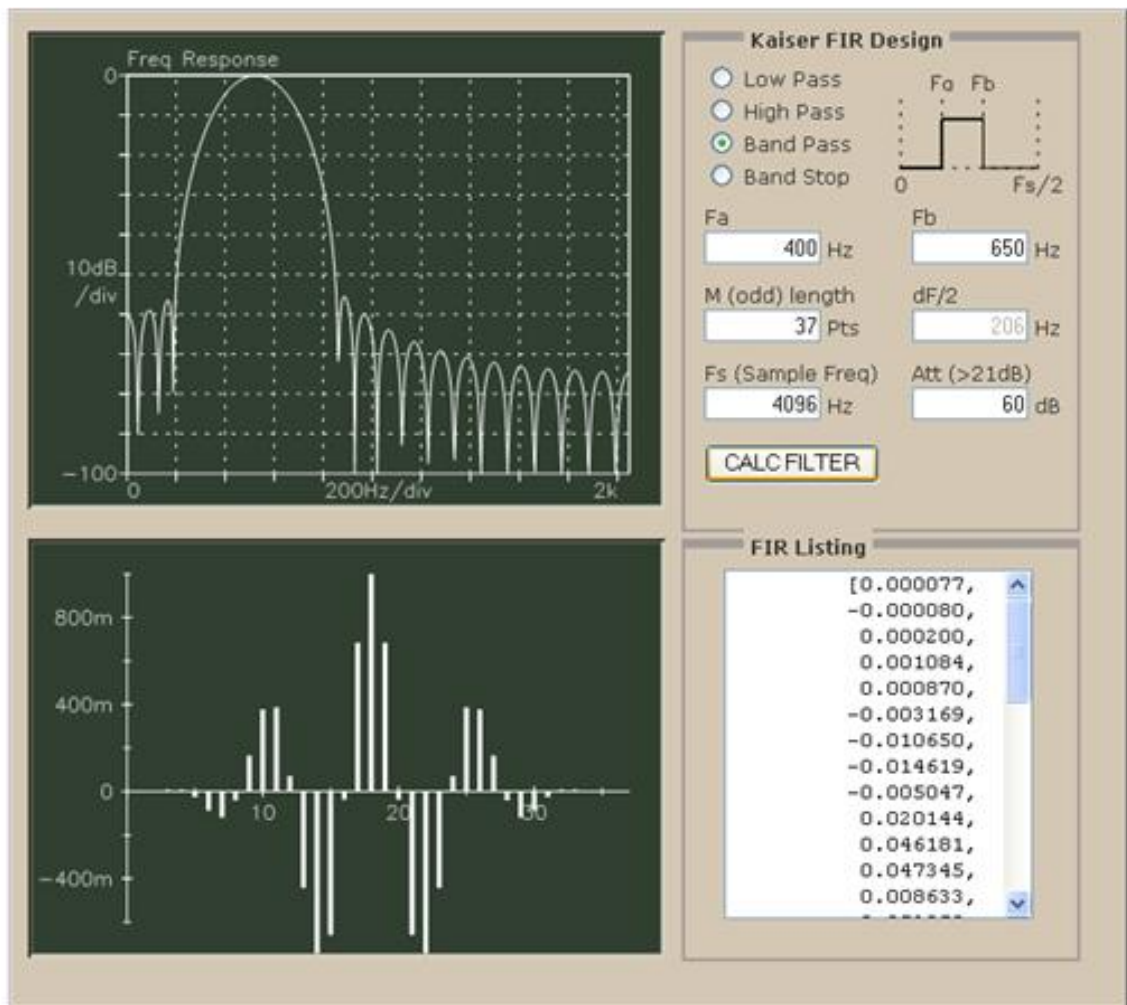 Freq Response
0
10dB
/div
-100
0
200Hz/div
2k
Kaiser FIR Design
Low Pass
High Pass
Band Pass
Band Stop
Fa Fb
0
Fs/2
Fa
400 Hz
Fb
650 Hz
M (odd) length
37 Pts
dF/2
206 Hz
Fs (Sample Freq)
4096 Hz
Att (>21dB)
60 dB
CALC FILTER
800m
400m
0
10
20
30
-400m
FIR Listing
[0.000077,
-0.000080,
0.000200,
0.001084,
0.000870,
-0.003169,
-0.010650,
-0.014619,
-0.005047,
0.020144,
0.046181,
0.047345,
0.008633,